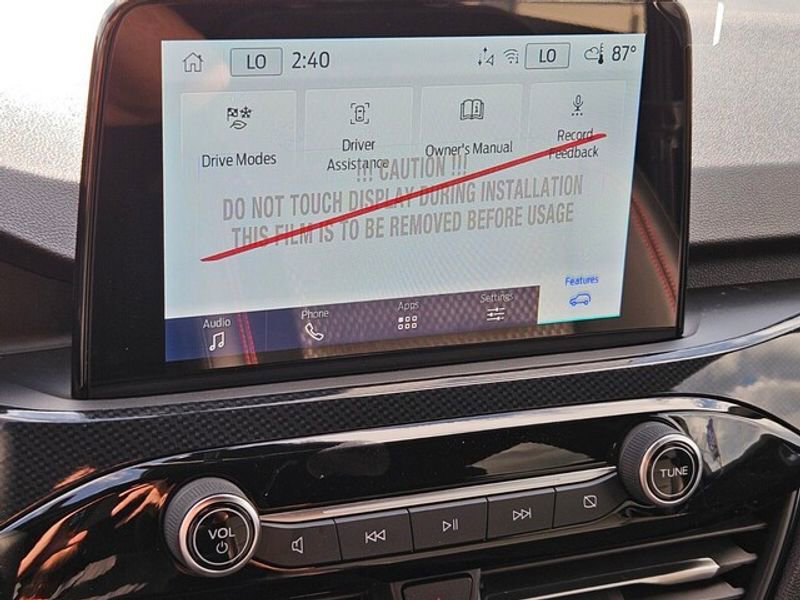 LO 2:40 LO 87°
Drive Modes
Driver
Assistance
Owner's Manual
Record
Feedback
!!! CAUTION !!!
DO NOT TOUCH DISPLAY DURING INSTALLATION
THIS FILM IS TO BE REMOVED BEFORE USAGE
Audio
Phone
Apps
Settings
Features
VOL
TUNE